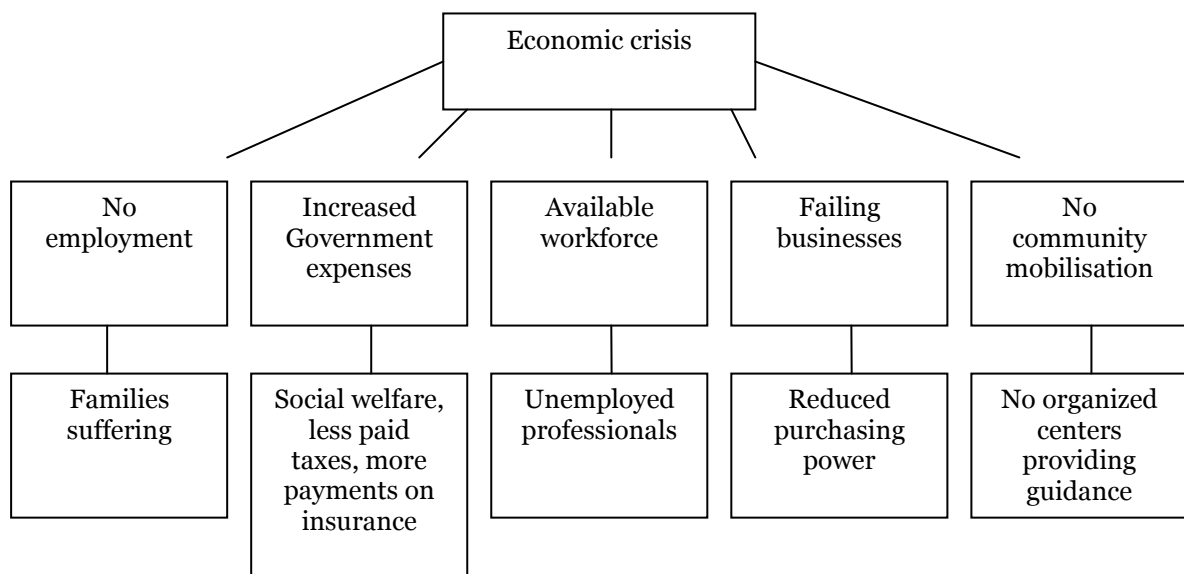 Economic crisis
No
employment
Increased
Government
expenses
Available
workforce
Failing
businesses
No
community
mobilisation
Families
suffering
Social welfare,
less paid
taxes, more
payments on
insurance
Unemployed
professionals
Reduced
purchasing
power
No organized
centers
providing
guidance